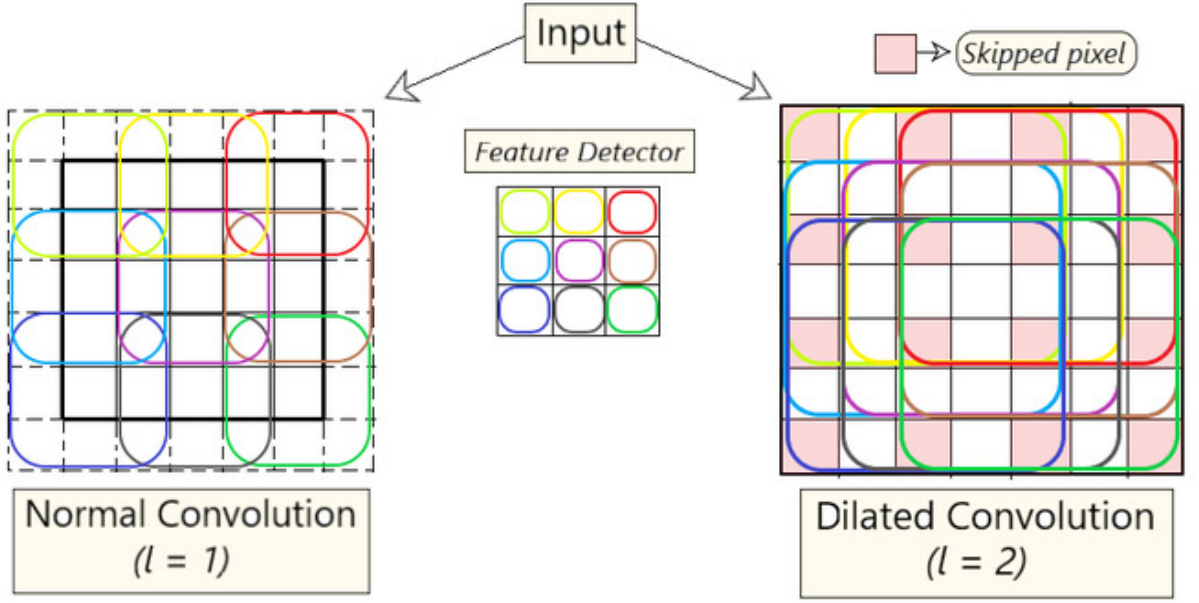 Input
Skipped pixel
Feature Detector
Normal Convolution
(l = 1)
Dilated Convolution
(l = 2)